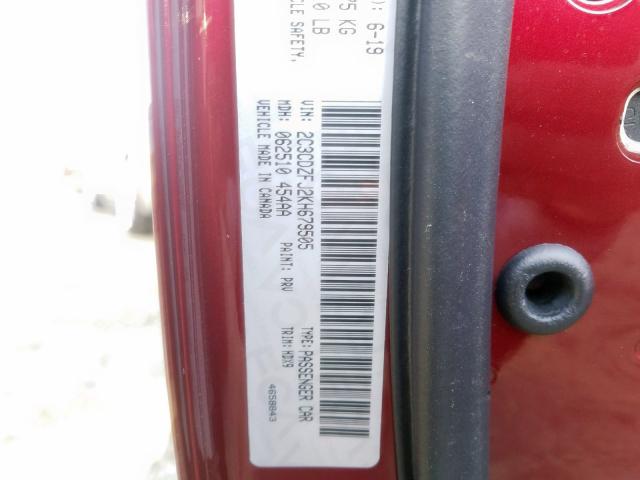 ): 6-19
5 KG
0 LB
CLE SAFETY,
VIN: 2C3CDZFJ2KH679505
TYPE: PASSENGER CAR
MDH: 062510 454AA
PAINT: PRV
TRIM: HDX9
VEHICLE MADE IN CANADA
4658843